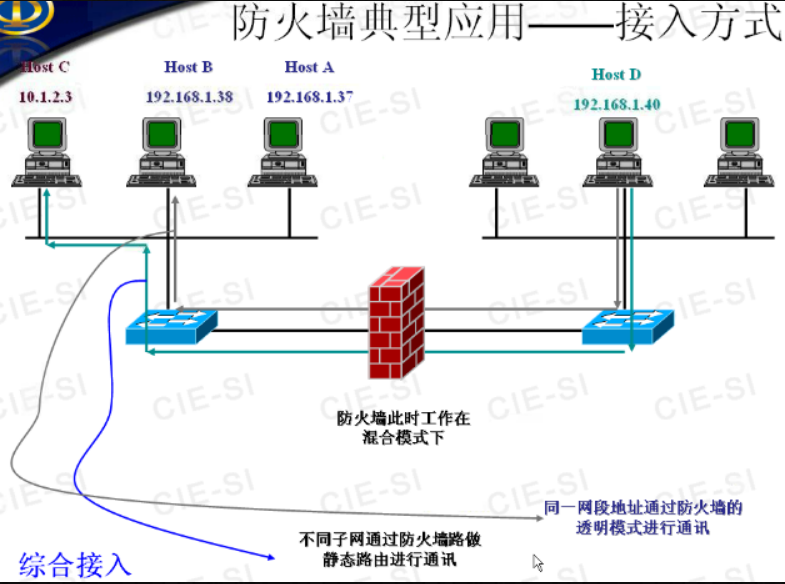 防火墙典型应用——接入方式
Host C
10.1.2.3
Host B
192.168.1.38
Host A
192.168.1.37
Host D
192.168.1.40
防火墙此时工作在
混合模式下
同一网段地址通过防火墙的
透明模式进行通讯
不同子网通过防火墙路做
静态路由进行通讯
综合接入
CIE-SI